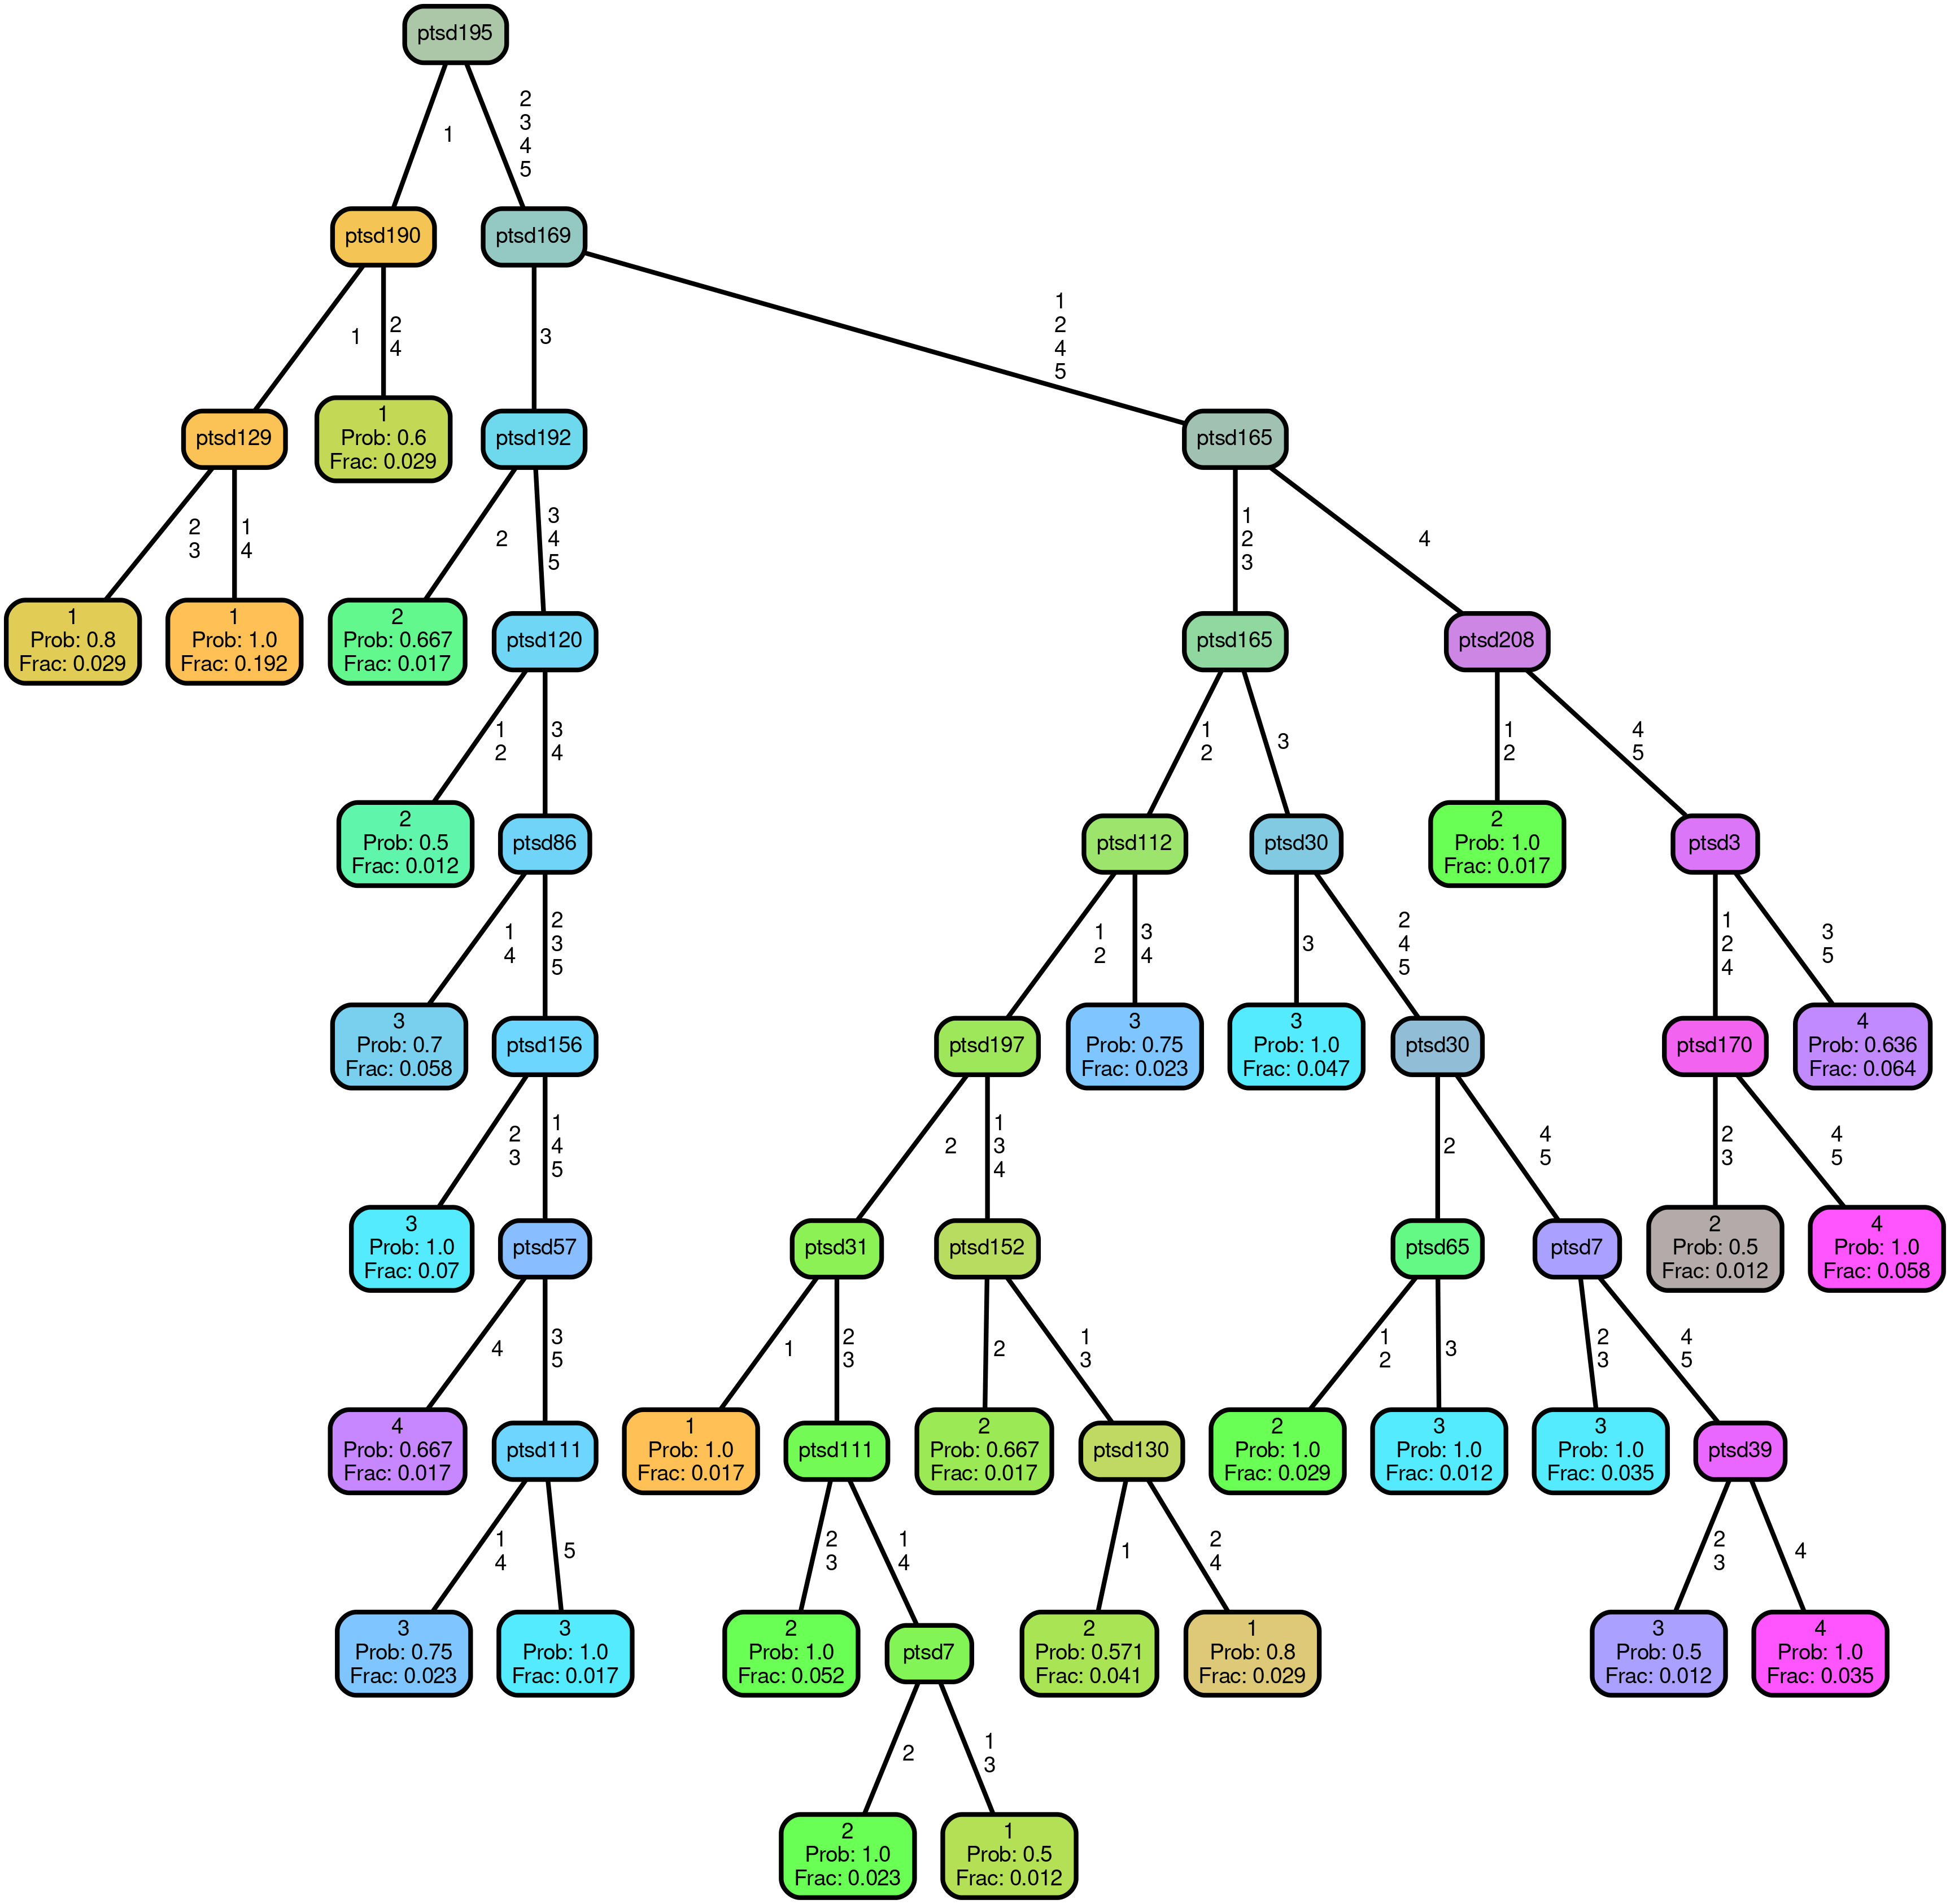 ptsd195
1
2
3
4
5
ptsd190
ptsd169
1
2
4
3
1
2
4
5
ptsd129
1
Prob: 0.6
Frac: 0.029
ptsd192
ptsd165
2
3
1
4
2
3
4
5
1
2
3
4
1
Prob: 0.8
Frac: 0.029
1
Prob: 1.0
Frac: 0.192
2
Prob: 0.667
Frac: 0.017
ptsd120
ptsd165
ptsd208
1
2
3
4
1
2
3
1
2
4
5
2
Prob: 0.5
Frac: 0.012
ptsd86
ptsd112
ptsd30
2
Prob: 1.0
Frac: 0.017
ptsd3
1
4
2
3
5
1
2
3
4
3
2
4
5
1
2
4
3
5
3
Prob: 0.7
Frac: 0.058
ptsd156
ptsd197
3
Prob: 0.75
Frac: 0.023
3
Prob: 1.0
Frac: 0.047
ptsd30
ptsd170
4
Prob: 0.636
Frac: 0.064
2
3
1
4
5
2
1
3
4
2
4
5
2
3
4
5
3
Prob: 1.0
Frac: 0.07
ptsd57
ptsd31
ptsd152
ptsd65
ptsd7
2
Prob: 0.5
Frac: 0.012
4
Prob: 1.0
Frac: 0.058
4
3
5
1
2
3
2
1
3
1
2
3
2
3
4
5
4
Prob: 0.667
Frac: 0.017
ptsd111
1
Prob: 1.0
Frac: 0.017
ptsd111
2
Prob: 0.667
Frac: 0.017
ptsd130
2
Prob: 1.0
Frac: 0.029
3
Prob: 1.0
Frac: 0.012
3
Prob: 1.0
Frac: 0.035
ptsd39
1
4
5
2
3
1
4
1
2
4
2
3
4
3
Prob: 0.75
Frac: 0.023
3
Prob: 1.0
Frac: 0.017
2
Prob: 1.0
Frac: 0.052
ptsd7
2
Prob: 0.571
Frac: 0.041
1
Prob: 0.8
Frac: 0.029
3
Prob: 0.5
Frac: 0.012
4
Prob: 1.0
Frac: 0.035
2
1
3
2
Prob: 1.0
Frac: 0.023
1
Prob: 0.5
Frac: 0.012